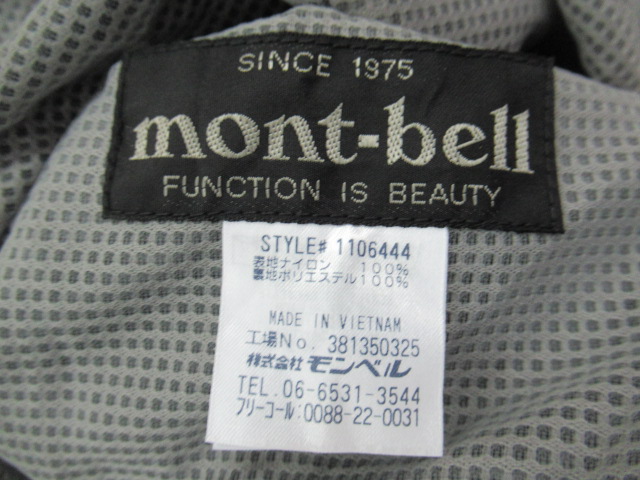 SINCE 1975
mont-bell
FUNCTION IS BEAUTY
STYLE# 1106444
表地ナイロン 100%
裏地ポリエステル100%
MADE IN VIETNAM
工場No. 381350325
株式会社 モンベル
TEL. 06-6531-3544
フリーコール:0088-22-0031